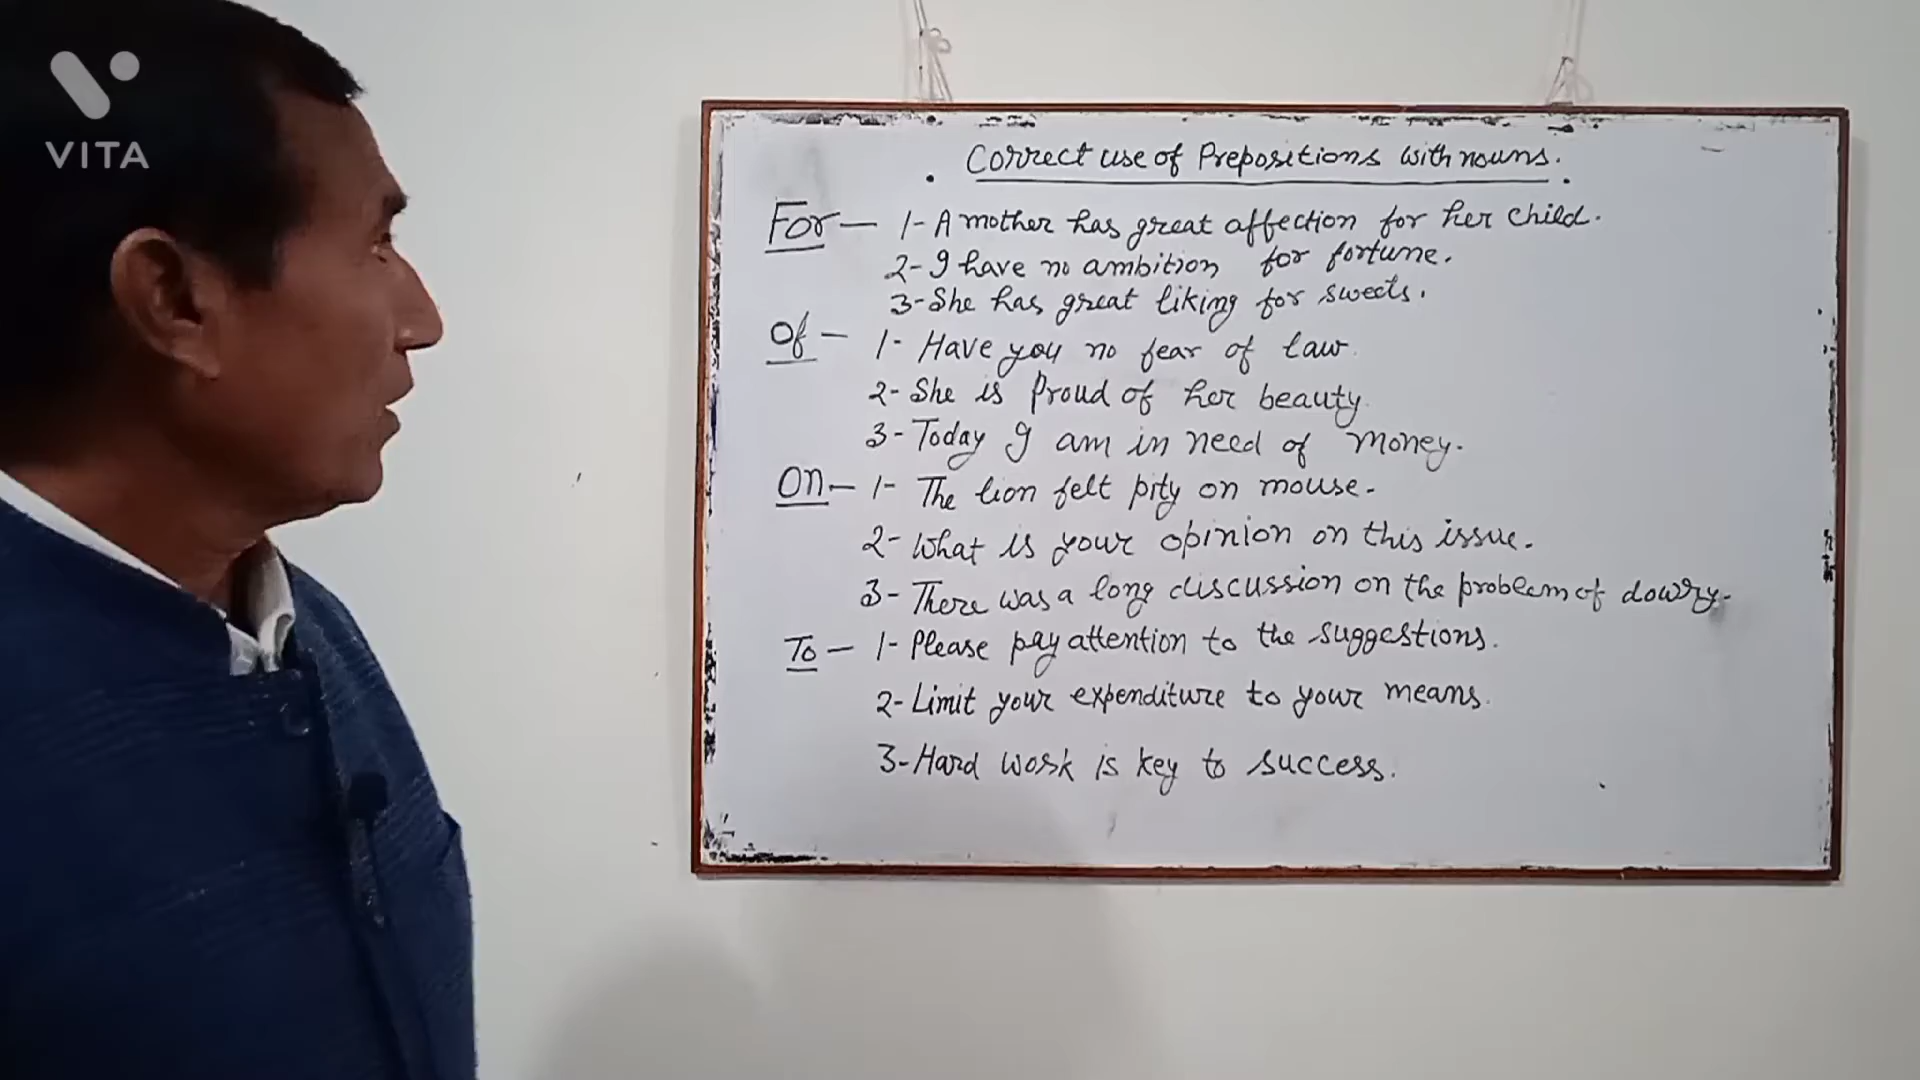 VITA
Correct use of Prepositions with nouns.
For — 1- A mother has great affection for her child.
2- I have no ambition for fortune.
3- She has great liking for sweets.
Of — 1- Have you no fear of law.
2- She is Proud of her beauty.
3- Today I am in need of money.
On — 1- The lion felt pity on mouse.
2- What is your opinion on this issue.
3- There was a long discussion on the problem of dowry.
To — 1- Please pay attention to the suggestions.
2- Limit your expenditure to your means.
3- Hard work is key to success.